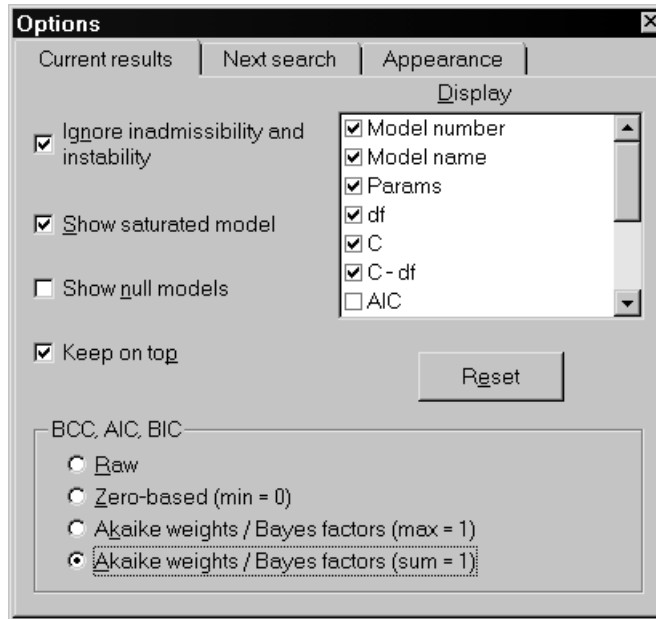 Options
Current results
Next search
Appearance
Display
Ignore inadmissibility and
instability
Show saturated model
Show null models
Keep on top
Model number
Model name
Params
df
C
C - df
AIC
Reset
BCC, AIC, BIC
Raw
Zero-based (min = 0)
Akaike weights / Bayes factors (max = 1)
Akaike weights / Bayes factors (sum = 1)